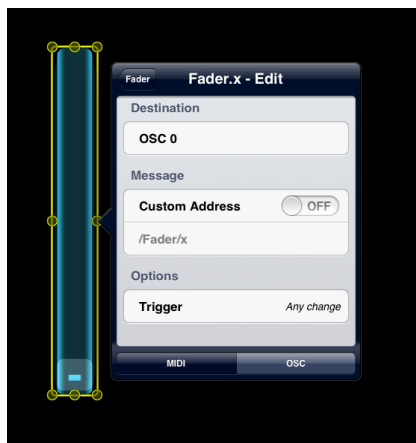 Fader
Fader.x - Edit
Destination
OSC 0
Message
Custom Address
OFF
/Fader/x
Options
Trigger
Any change
MIDI
OSC